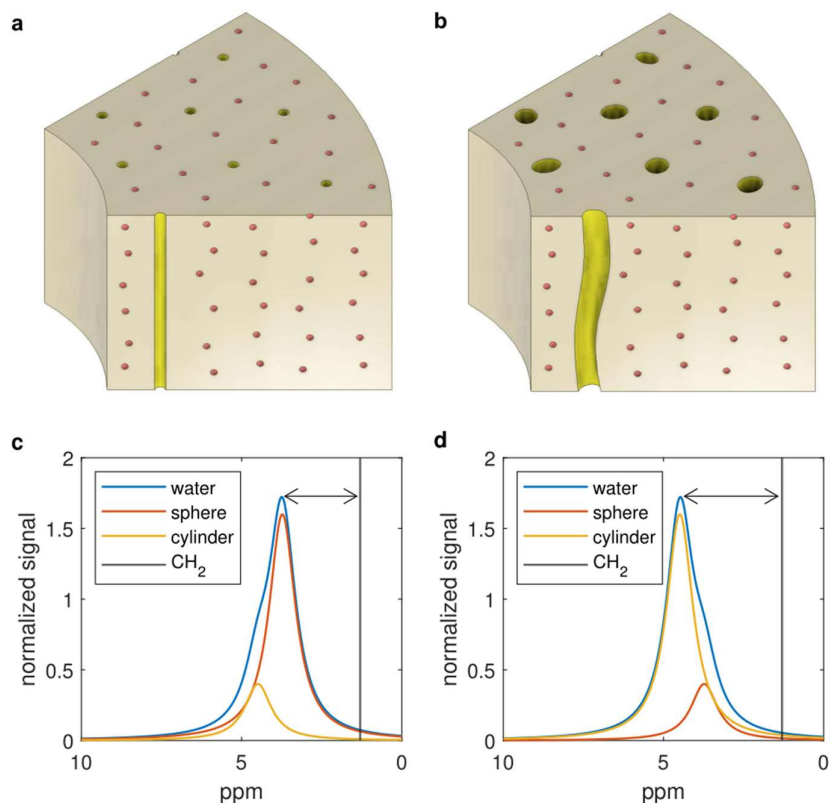 a
b
c
d
2
1.5
1
0.5
0
normalized signal
water
sphere
cylinder
CH₂
10
5
0
ppm
2
1.5
1
0.5
0
normalized signal
water
sphere
cylinder
CH₂
10
5
0
ppm